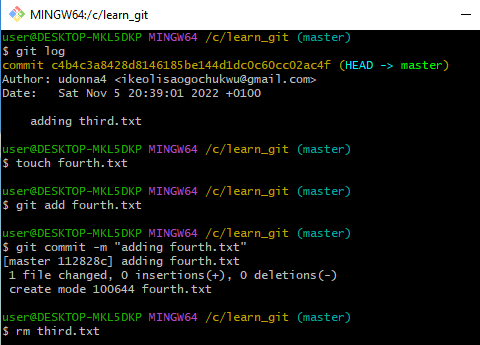 MINGW64:/c/learn_git
user@DESKTOP-MKL5DKP MINGW64 /c/learn_git (master)
$ git log
commit c4b4c3a8428d8146185be144d1dc0c60cc02ac4f (HEAD -> master)
Author: udonna4 <ikeolisaogochukwu@gmail.com>
Date:   Sat Nov 5 20:39:01 2022 +0100
    adding third.txt
user@DESKTOP-MKL5DKP MINGW64 /c/learn_git (master)
$ touch fourth.txt
user@DESKTOP-MKL5DKP MINGW64 /c/learn_git (master)
$ git add fourth.txt
user@DESKTOP-MKL5DKP MINGW64 /c/learn_git (master)
$ git commit -m "adding fourth.txt"
[master 112828c] adding fourth.txt
 1 file changed, 0 insertions(+), 0 deletions(-)
 create mode 100644 fourth.txt
user@DESKTOP-MKL5DKP MINGW64 /c/learn_git (master)
$ rm third.txt